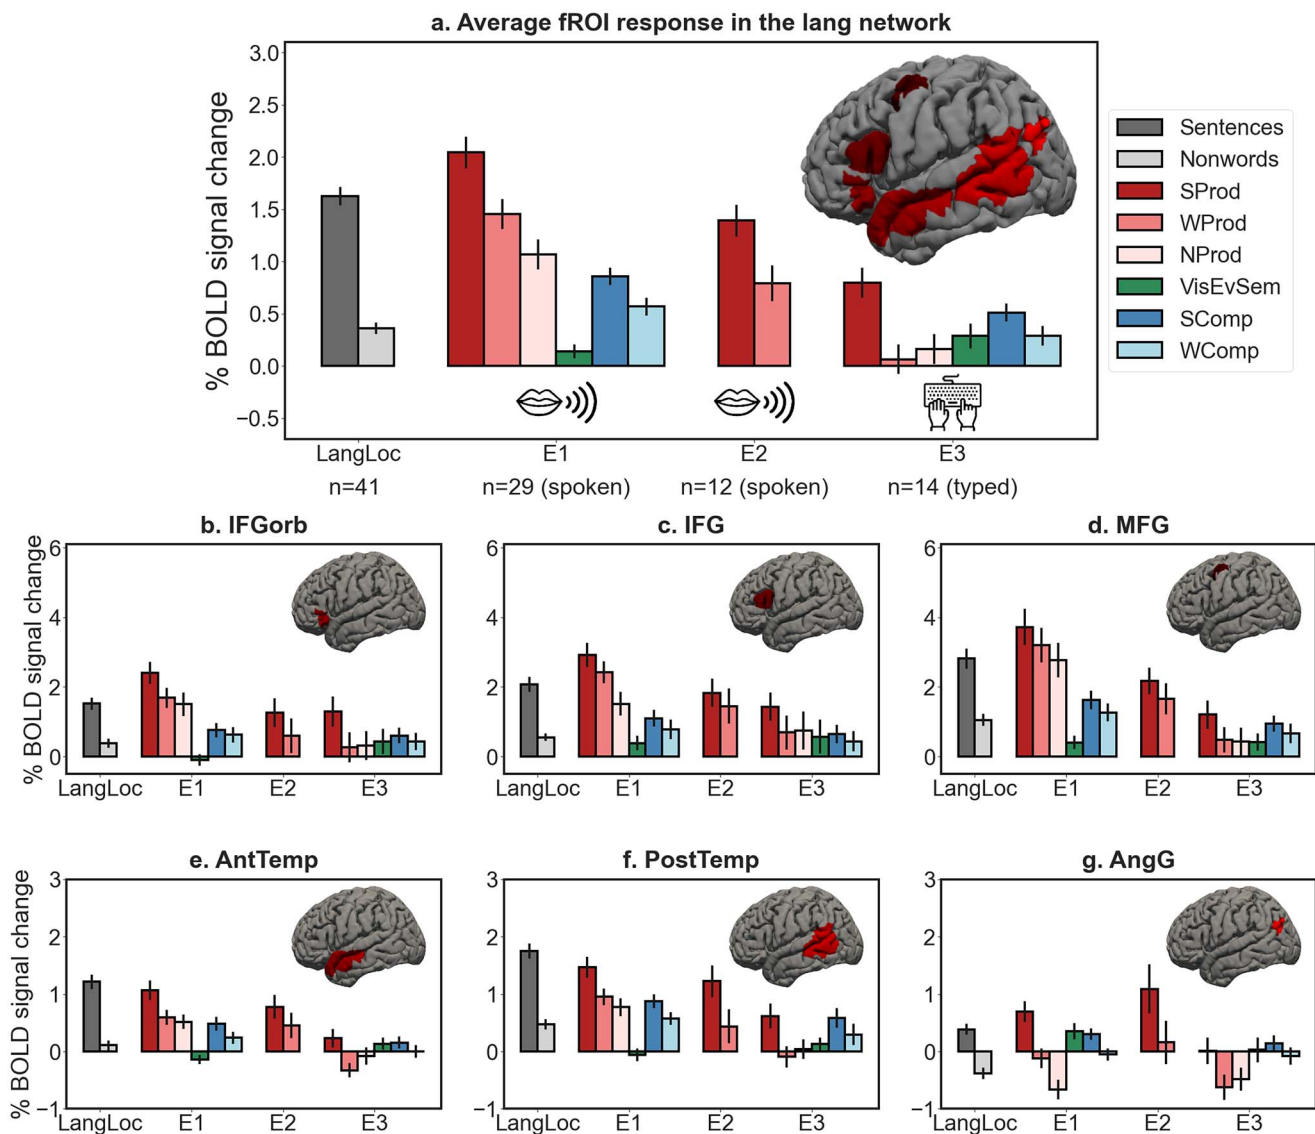 a. Average fROI response in the lang network
% BOLD signal change
3.0
2.5
2.0
1.5
1.0
0.5
0.0
−0.5
LangLoc E1 E2 E3
n=41 n=29 (spoken) n=12 (spoken) n=14 (typed)
Sentences
Nonwords
SProd
WProd
NProd
VisEvSem
SComp
WComp
b. IFGorb
% BOLD signal change
6
4
2
0
LangLoc E1 E2 E3
c. IFG
6
4
2
0
LangLoc E1 E2 E3
d. MFG
6
4
2
0
LangLoc E1 E2 E3
e. AntTemp
% BOLD signal change
3
2
1
0
−1
LangLoc E1 E2 E3
f. PostTemp
3
2
1
0
−1
LangLoc E1 E2 E3
g. AngG
3
2
1
0
−1
LangLoc E1 E2 E3